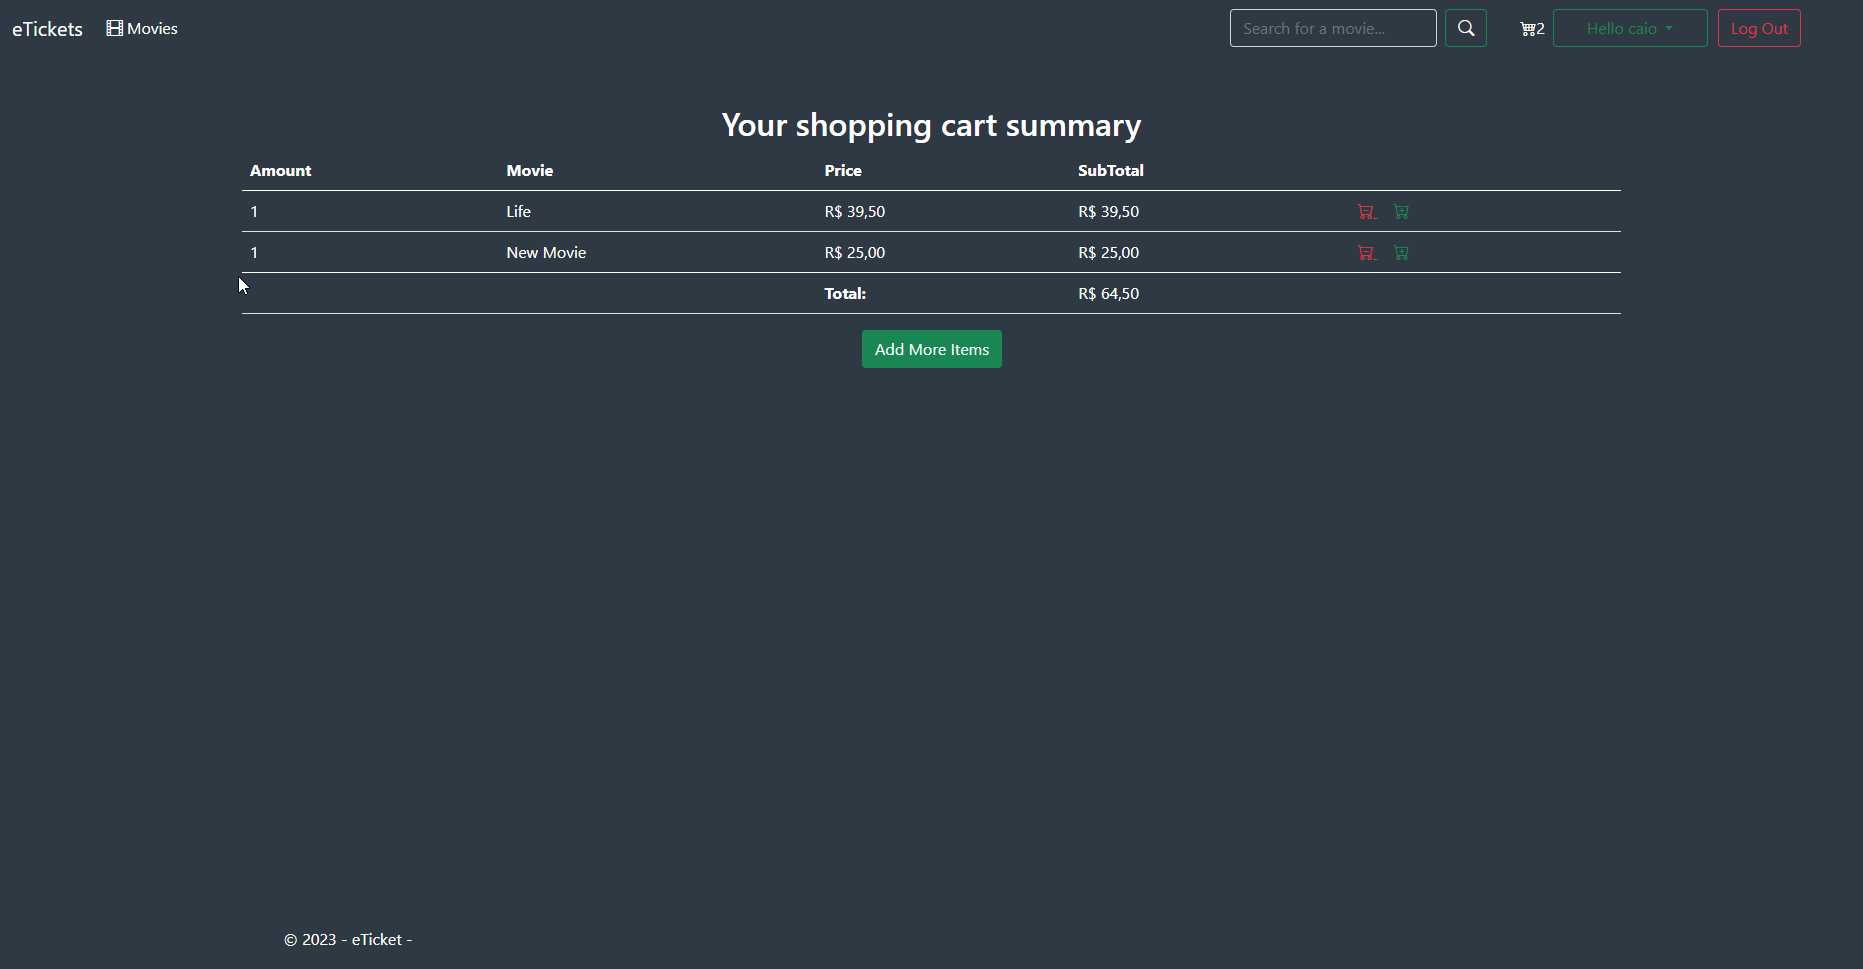 eTickets Movies Search for a movie... 2 Hello caio Log Out
Your shopping cart summary
Amount Movie Price SubTotal
1 Life R$ 39,50 R$ 39,50
1 New Movie R$ 25,00 R$ 25,00
Total: R$ 64,50
Add More Items
© 2023 - eTicket -